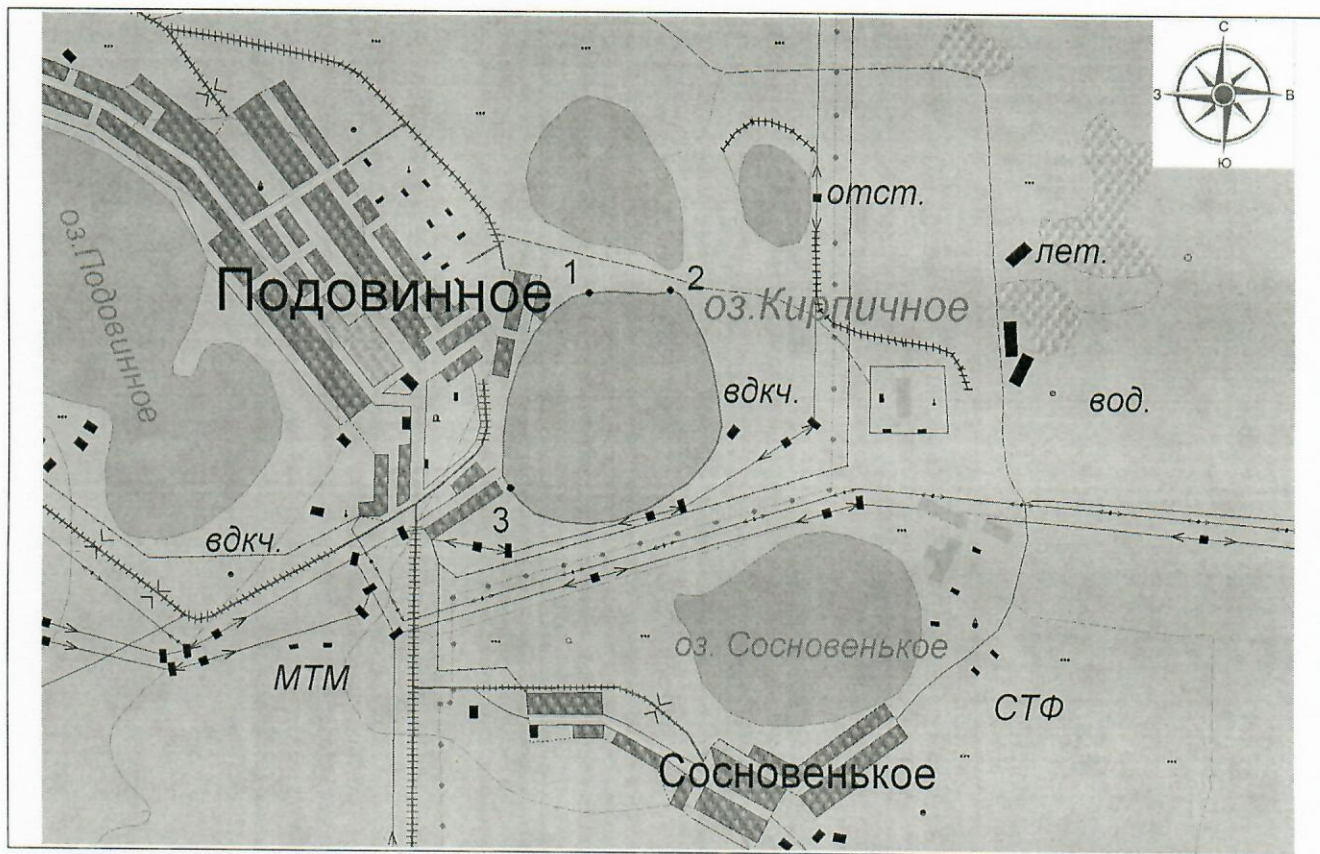 С
З
В
Ю
отст.
лет.
оз.Подовинное
Подовинное
1
2
оз.Кирпичное
вдкч.
вод.
3
вдкч.
оз. Сосновенькое
МТМ
СТФ
Сосновенькое